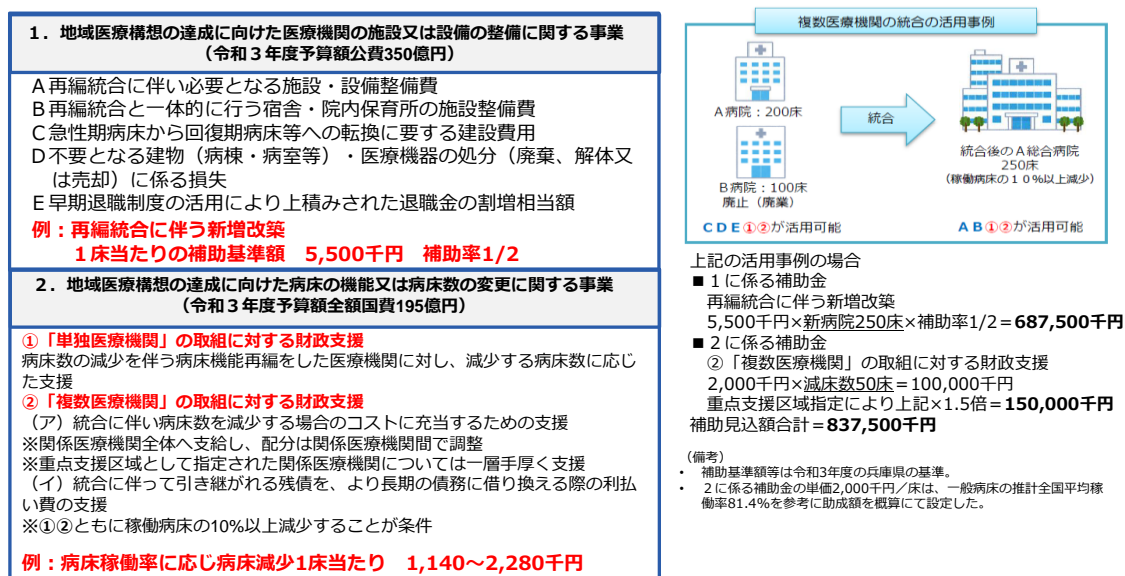 １．地域医療構想の達成に向けた医療機関の施設又は設備の整備に関する事業
（令和３年度予算額公費350億円）
Ａ再編統合に伴い必要となる施設・設備整備費
Ｂ再編統合と一体的に行う宿舎・院内保育所の施設整備費
Ｃ急性期病床から回復期病床等への転換に要する建設費用
Ｄ不要となる建物（病棟・病室等）・医療機器の処分（廃棄、解体又
は売却）に係る損失
Ｅ早期退職制度の活用により上積みされた退職金の割増相当額
例：再編統合に伴う新増改築
１床当たりの補助基準額　5,500千円　補助率1/2
２．地域医療構想の達成に向けた病床の機能又は病床数の変更に関する事業
（令和３年度予算額全額国費195億円）
①「単独医療機関」の取組に対する財政支援
病床数の減少を伴う病床機能再編をした医療機関に対し、減少する病床数に応じ
た支援
②「複数医療機関」の取組に対する財政支援
（ア）統合に伴い病床数を減少する場合のコストに充当するための支援
※関係医療機関全体へ支給し、配分は関係医療機関間で調整
※重点支援区域として指定された関係医療機関については一層手厚く支援
（イ）統合に伴って引き継がれる残債を、より長期の債務に借り換える際の利払
い費の支援
※①②ともに稼働病床の10%以上減少することが条件
例：病床稼働率に応じ病床減少1床当たり　1,140～2,280千円
複数医療機関の統合の活用事例
Ａ病院：200床
統合
Ｂ病院：100床
廃止（廃業）
統合後のＡ総合病院
250床
（稼働病床の１０％以上減少）
ＣＤＥ①②が活用可能
ＡＢ①②が活用可能
上記の活用事例の場合
■１に係る補助金
再編統合に伴う新増改築
5,500千円×新病院250床×補助率1/2＝687,500千円
■２に係る補助金
②「複数医療機関」の取組に対する財政支援
2,000千円×減床数50床＝100,000千円
重点支援区域指定により上記×1.5倍＝150,000千円
補助見込額合計＝837,500千円
（備考）
・ 補助基準額等は令和3年度の兵庫県の基準。
・ ２に係る補助金の単価2,000千円／床は、一般病床の推計全国平均稼
働率81.4%を参考に助成額を概算にて設定した。